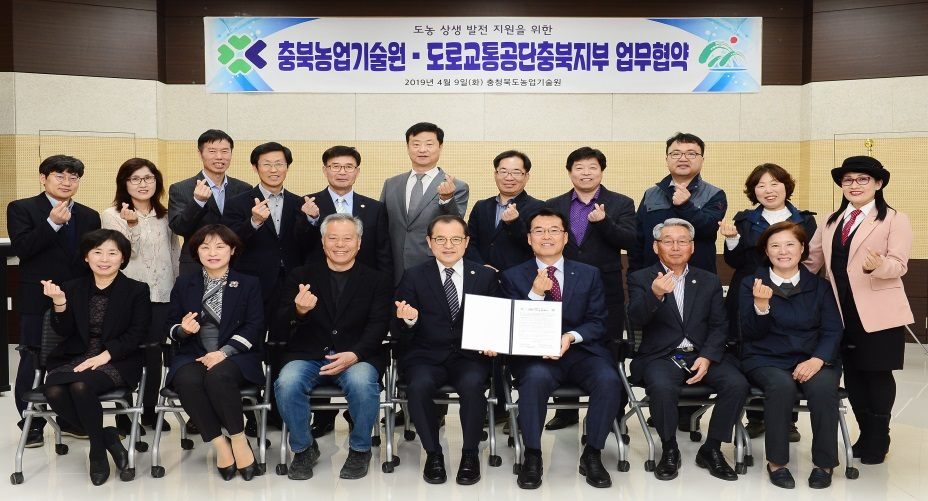 도농 상생 발전 지원을 위한
충북농업기술원 - 도로교통공단충북지부 업무협약
2019년 4월 9일(화) 충청북도농업기술원